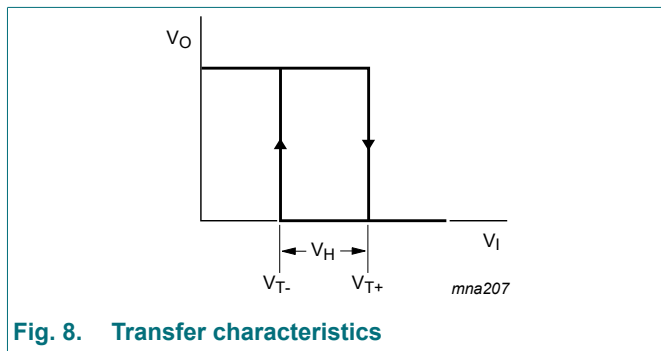 VO
VH
VI
VT-
VT+
mna207
Fig. 8. Transfer characteristics